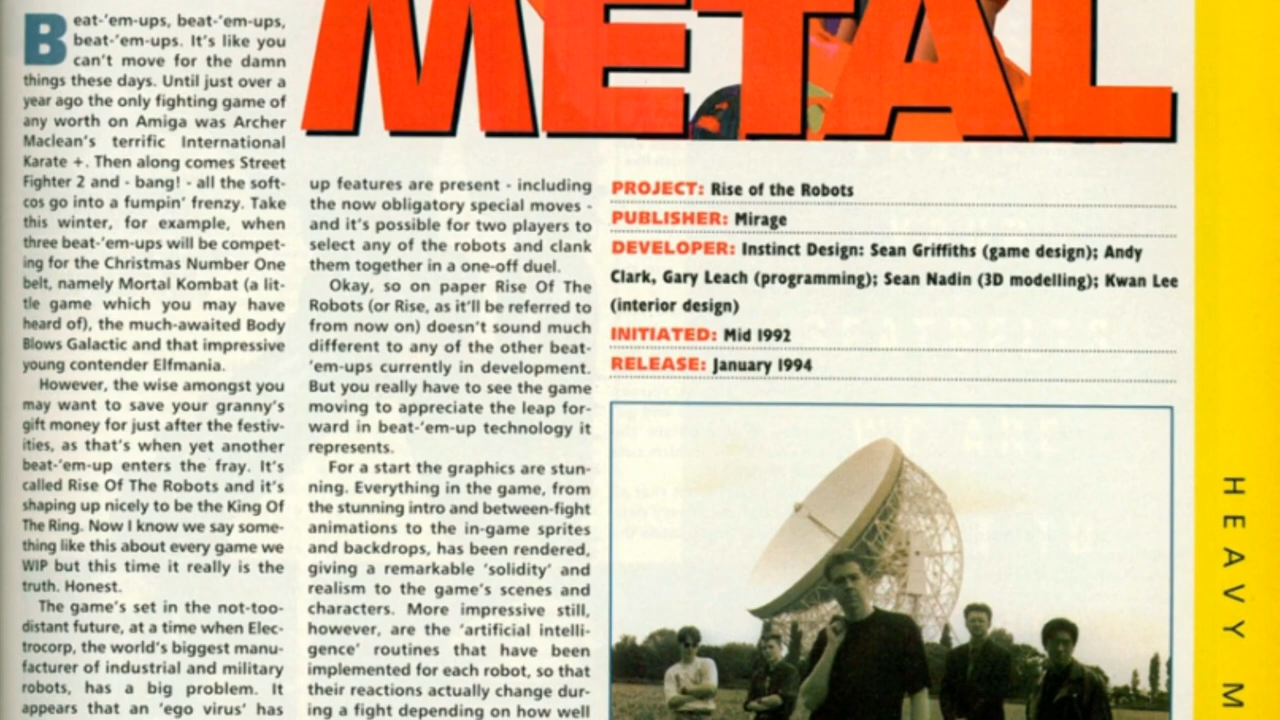 METAL
Beat-'em-ups, beat-'em-ups,
beat-'em-ups. It's like you
can't move for the damn
things these days. Until just over a
year ago the only fighting game of
any worth on Amiga was Archer
Maclean's terrific International
Karate +. Then along comes Street
Fighter 2 and - bang! - all the soft-
cos go into a fumpin' frenzy. Take
this winter, for example, when
three beat-'em-ups will be compet-
ing for the Christmas Number One
belt, namely Mortal Kombat (a lit-
tle game which you may have
heard of), the much-awaited Body
Blows Galactic and that impressive
young contender Elfmania.
However, the wise amongst you
may want to save your granny's
gift money for just after the festiv-
ities, as that's when yet another
beat-'em-up enters the fray. It's
called Rise Of The Robots and it's
shaping up nicely to be the King Of
The Ring. Now I know we say some-
thing like this about every game we
WIP but this time it really is the
truth. Honest.
The game's set in the not-too-
distant future, at a time when Elec-
trocorp, the world's biggest manu-
facturer of industrial and military
robots, has a big problem. It
appears that an 'ego virus' has
up features are present - including
the now obligatory special moves -
and it's possible for two players to
select any of the robots and clank
them together in a one-off duel.
Okay, so on paper Rise Of The
Robots (or Rise, as it'll be referred to
from now on) doesn't sound much
different to any of the other beat-
'em-ups currently in development.
But you really have to see the game
moving to appreciate the leap for-
ward in beat-'em-up technology it
represents.
For a start the graphics are stun-
ning. Everything in the game, from
the stunning intro and between-fight
animations to the in-game sprites
and backdrops, has been rendered,
giving a remarkable 'solidity' and
realism to the game's scenes and
characters. More impressive still,
however, are the 'artificial intelli-
gence' routines that have been
implemented for each robot, so that
their reactions actually change dur-
ing a fight depending on how well
PROJECT: Rise of the Robots
PUBLISHER: Mirage
DEVELOPER: Instinct Design: Sean Griffiths (game design); Andy
Clark, Gary Leach (programming); Sean Nadin (3D modelling); Kwan Lee
(interior design)
INITIATED: Mid 1992
RELEASE: January 1994
HEAVY M